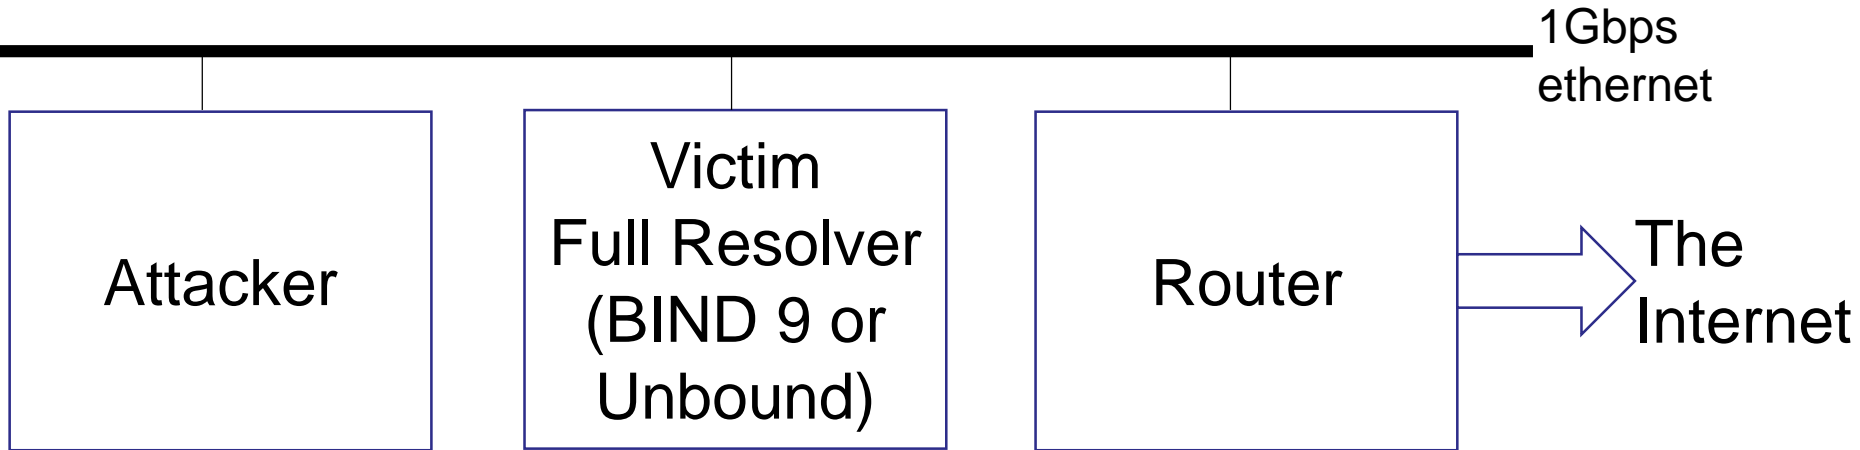 1Gbps
ethernet
Attacker
Victim
Full Resolver
(BIND 9 or
Unbound)
Router
The
Internet